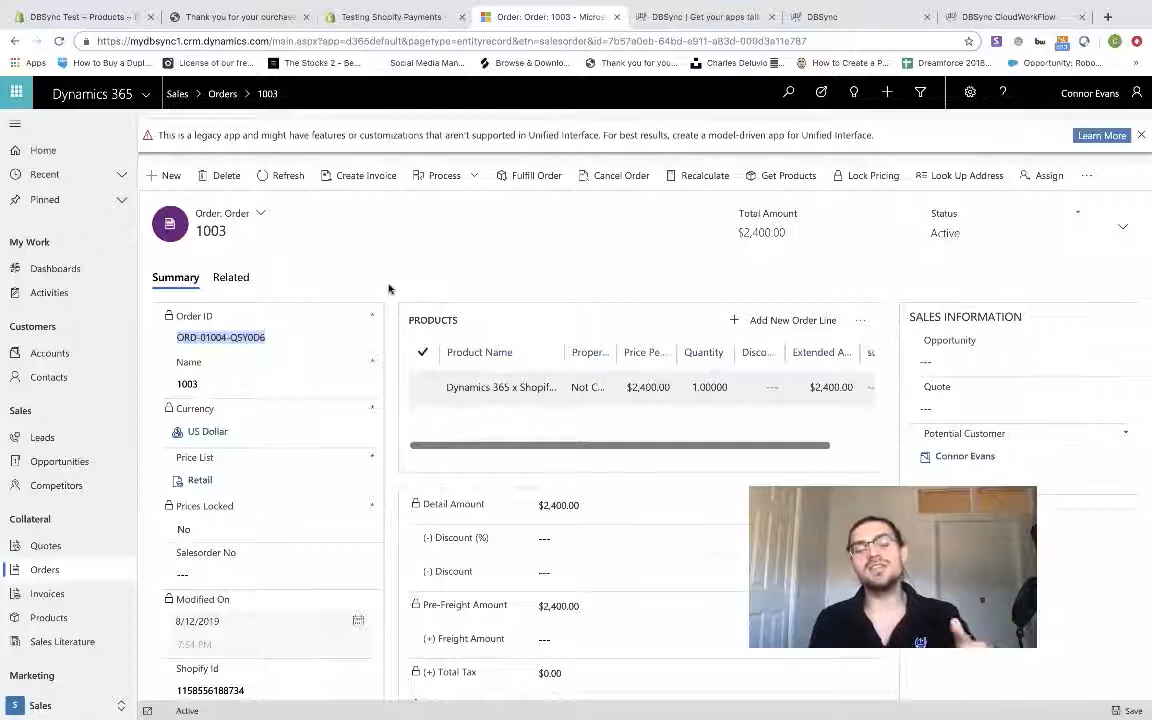 DBSync Test – Products –
Thank you for your purchas
Testing Shopify Payments -
Order: Order: 1003 - Micros
DBSync | Get your apps talk
DBSync
DBSync CloudWorkFlow
https://mydbsync1.crm.dynamics.com/main.aspx?app=d365default&pagetype=entityrecord&etn=salesorder&id=7b57a0eb-64bd-e911-a83d-000d3a11e787
Apps
How to Buy a Dupl...
License of our fre...
The Stocks 2 - Be...
Social Media Man...
Browse & Downlo...
Thank you for you...
Charles Deluvio
How to Create a P...
Dreamforce 2018...
Opportunity: Robo...
»
Dynamics 365
Sales > Orders > 1003
Connor Evans
This is a legacy app and might have features or customizations that aren't supported in Unified Interface. For best results, create a model-driven app for Unified Interface.
Learn More
New
Delete
Refresh
Create Invoice
Process
Fulfill Order
Cancel Order
Recalculate
Get Products
Lock Pricing
Look Up Address
Assign
Home
Recent
Pinned
My Work
Dashboards
Activities
Customers
Accounts
Contacts
Sales
Leads
Opportunities
Competitors
Collateral
Quotes
Orders
Invoices
Products
Sales Literature
Marketing
S Sales
Order: Order
1003
Total Amount
$2,400.00
Status
Active
Summary
Related
Order ID
ORD-01004-Q5Y0D6
Name
1003
Currency
US Dollar
Price List
Retail
Prices Locked
No
Salesorder No
---
Modified On
8/12/2019
7:54 PM
Shopify Id
1158556188734
PRODUCTS
Add New Order Line
Product Name
Proper...
Price Pe...
Quantity
Disco...
Extended A...
su
Dynamics 365 x Shopif...
Not C...
$2,400.00
1.00000
---
$2,400.00
--
Detail Amount
$2,400.00
(-) Discount (%)
---
(-) Discount
---
Pre-Freight Amount
$2,400.00
(+) Freight Amount
---
(+) Total Tax
$0.00
SALES INFORMATION
Opportunity
---
Quote
---
Potential Customer
Connor Evans
Active
Save